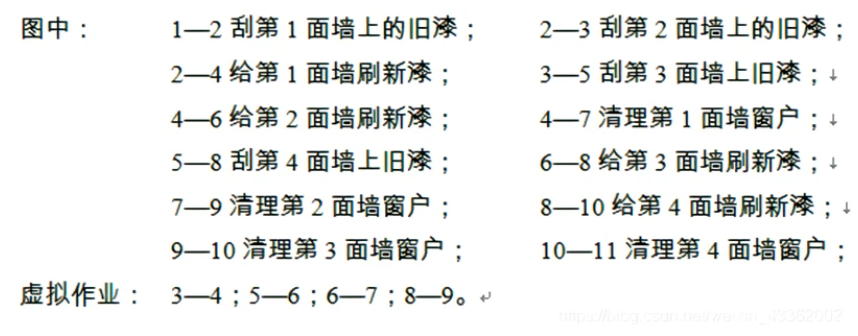 图中： 1—2 刮第 1 面墙上的旧漆； 2—3 刮第 2 面墙上的旧漆；
2—4 给第 1 面墙刷新漆； 3—5 刮第 3 面墙上旧漆；↓
4—6 给第 2 面墙刷新漆； 4—7 清理第 1 面墙窗户；↓
5—8 刮第 4 面墙上旧漆； 6—8 给第 3 面墙刷新漆；↓
7—9 清理第 2 面墙窗户； 8—10 给第 4 面墙刷新漆；↓
9—10 清理第 3 面墙窗户； 10—11 清理第 4 面墙窗户；
虚拟作业： 3—4；5—6；6—7；8—9。↵